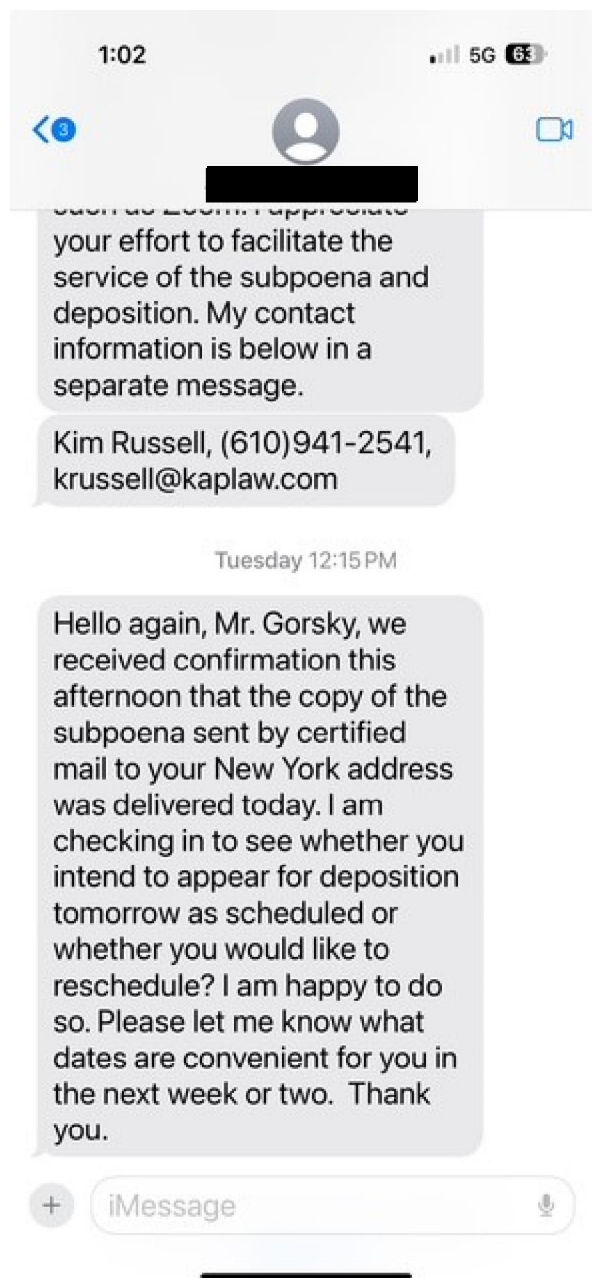 1:02
5G 63
3
your effort to facilitate the
service of the subpoena and
deposition. My contact
information is below in a
separate message.
Kim Russell, (610)941-2541,
krussell@kaplaw.com
Tuesday 12:15 PM
Hello again, Mr. Gorsky, we
received confirmation this
afternoon that the copy of the
subpoena sent by certified
mail to your New York address
was delivered today. I am
checking in to see whether you
intend to appear for deposition
tomorrow as scheduled or
whether you would like to
reschedule? I am happy to do
so. Please let me know what
dates are convenient for you in
the next week or two.  Thank
you.
iMessage